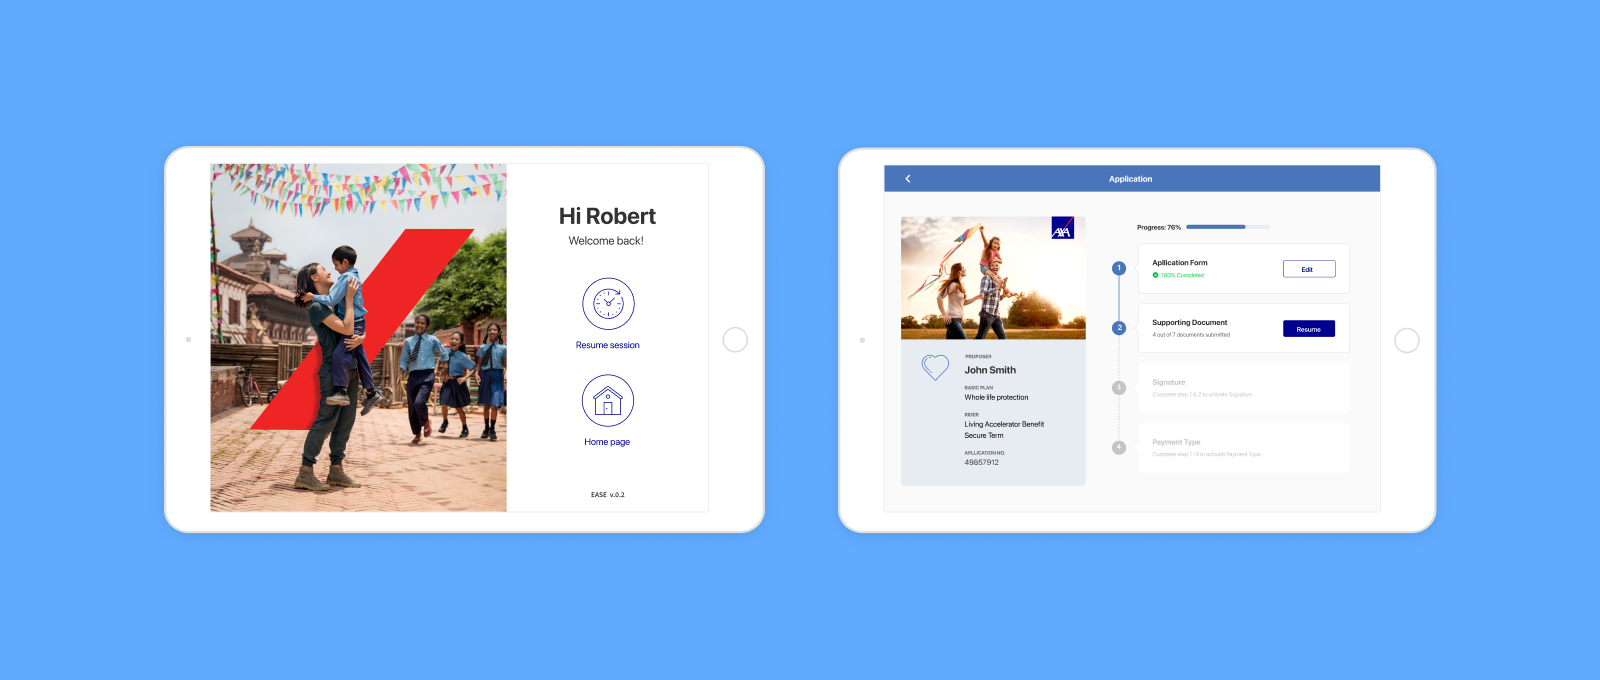 Hi Robert
Welcome back!
Resume session
Home page
EASE v.0.2
Application
AXA
PROPOSER
John Smith
BASIC PLAN
Whole life protection
RIDER
Living Accelerator Benefit
Secure Term
APLLICATION NO.
49857912
Progress: 76%
1
Apllication Form
100% Completed
Edit
2
Supporting Document
4 out of 7 documents submitted
Resume
3
Signature
Complete step 1 & 2 to activate Signature
4
Payment Type
Complete step 1 -3 to activate Payment Type